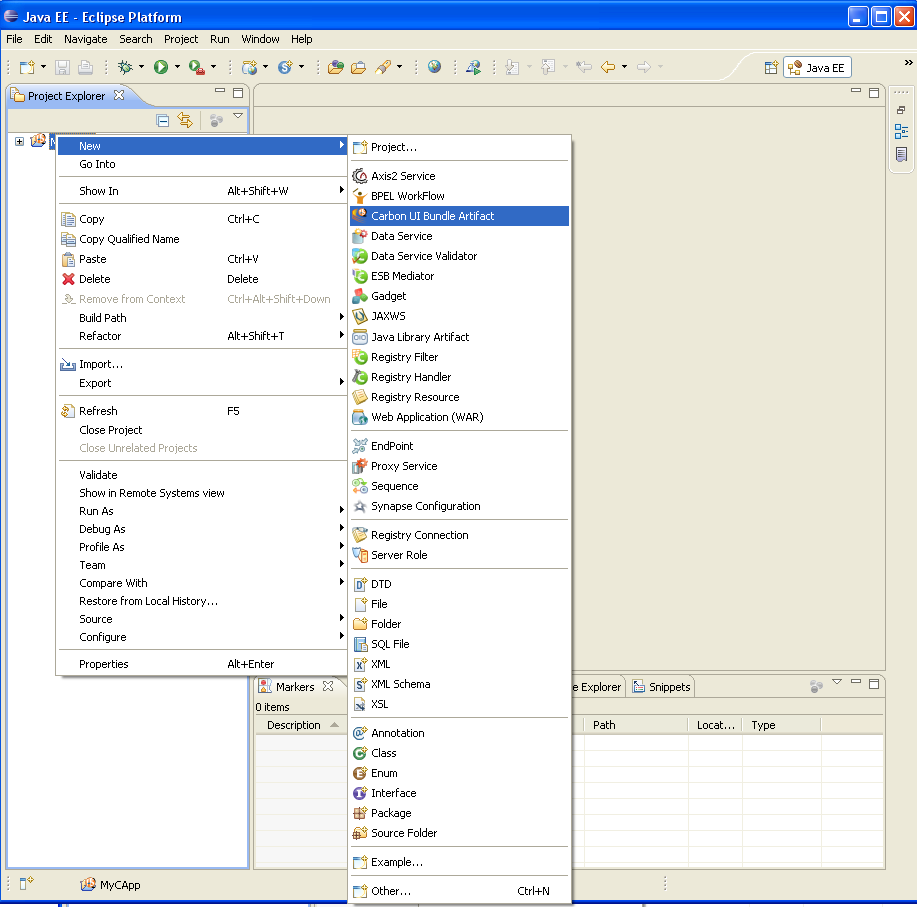 Java EE - Eclipse Platform
File Edit Navigate Search Project Run Window Help
Java EE
»
Project Explorer
New
Go Into
Show In Alt+Shift+W
Copy Ctrl+C
Copy Qualified Name
Paste Ctrl+V
Delete Delete
Remove from Context Ctrl+Alt+Shift+Down
Build Path
Refactor Alt+Shift+T
Import...
Export
Refresh F5
Close Project
Close Unrelated Projects
Validate
Show in Remote Systems view
Run As
Debug As
Profile As
Team
Compare With
Restore from Local History...
Source
Configure
Properties Alt+Enter
Project...
Axis2 Service
BPEL WorkFlow
Carbon UI Bundle Artifact
Data Service
Data Service Validator
ESB Mediator
Gadget
JAXWS
Java Library Artifact
Registry Filter
Registry Handler
Registry Resource
Web Application (WAR)
EndPoint
Proxy Service
Sequence
Synapse Configuration
Registry Connection
Server Role
DTD
File
Folder
SQL File
XML
XML Schema
XSL
Annotation
Class
Enum
Interface
Package
Source Folder
Example...
Other... Ctrl+N
Markers
e Explorer Snippets
0 items
Description Path Locat... Type
MyCApp